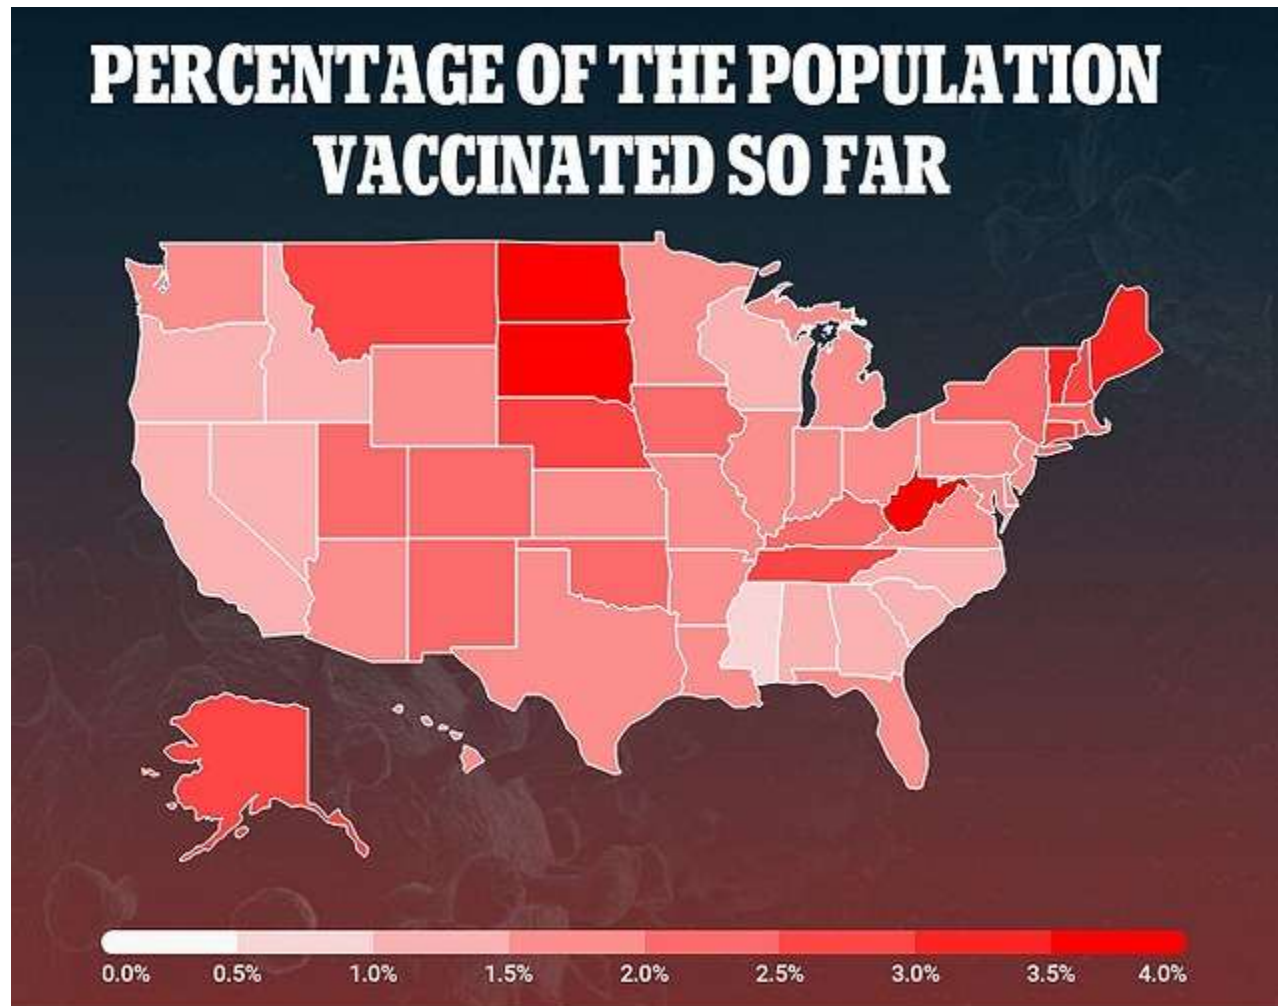 PERCENTAGE OF THE POPULATION
VACCINATED SO FAR
0.0% 0.5% 1.0% 1.5% 2.0% 2.5% 3.0% 3.5% 4.0%